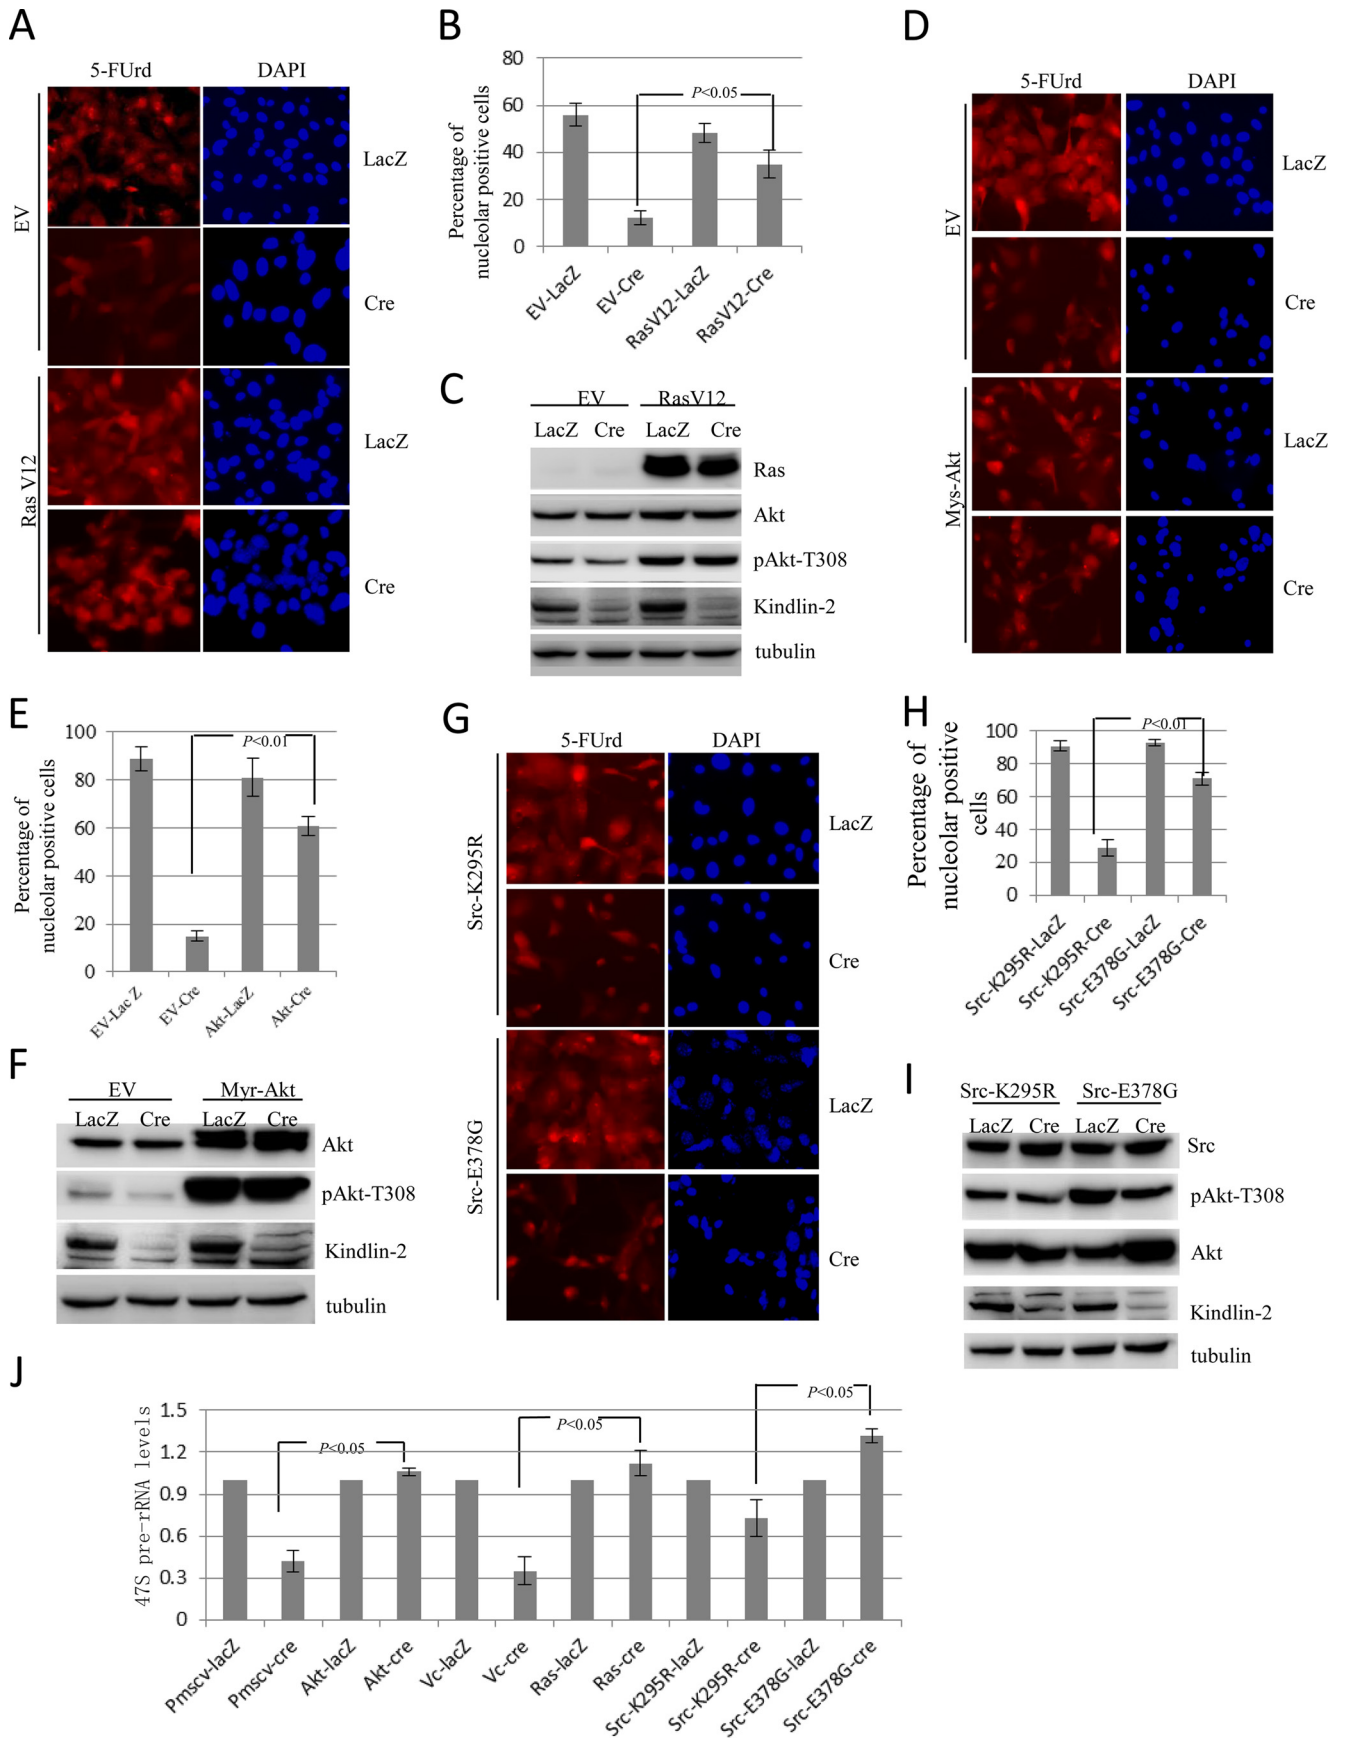 A
5-FUrd
DAPI
EV
Ras V12
LacZ
Cre
LacZ
Cre
B
Percentage of
nucleolar positive cells
80
60
40
20
0
P<0.05
EV-LacZ
EV-Cre
RasV12-LacZ
RasV12-Cre
C
EV
RasV12
LacZ
Cre
LacZ
Cre
Ras
Akt
pAkt-T308
Kindlin-2
tubulin
D
5-FUrd
DAPI
EV
Mys-Akt
LacZ
Cre
LacZ
Cre
E
Percentage of
nucleolar positive cells
100
80
60
40
20
0
P<0.01
EV-Lac Z
EV-Cre
Akt-LacZ
Akt-Cre
F
EV
Myr-Akt
LacZ
Cre
LacZ
Cre
Akt
pAkt-T308
Kindlin-2
tubulin
G
5-FUrd
DAPI
Src-K295R
Src-E378G
LacZ
Cre
LacZ
Cre
H
Percentage of
nucleolar positive
cells
100
80
60
40
20
0
P<0.01
Src-K295R-LacZ
Src-K295R-Cre
Src-E378G-LacZ
Src-E378G-Cre
I
Src-K295R
Src-E378G
LacZ
Cre
LacZ
Cre
Src
pAkt-T308
Akt
Kindlin-2
tubulin
J
47S pre-rRNA levels
1.5
1.2
0.9
0.6
0.3
0
P<0.05
P<0.05
P<0.05
Pmscv-lacZ
Pmscv-cre
Akt-lacZ
Akt-cre
Vc-lacZ
Vc-cre
Ras-lacZ
Ras-cre
Src-K295R-lacZ
Src-K295R-cre
Src-E378G-lacZ
Src-E378G-cre